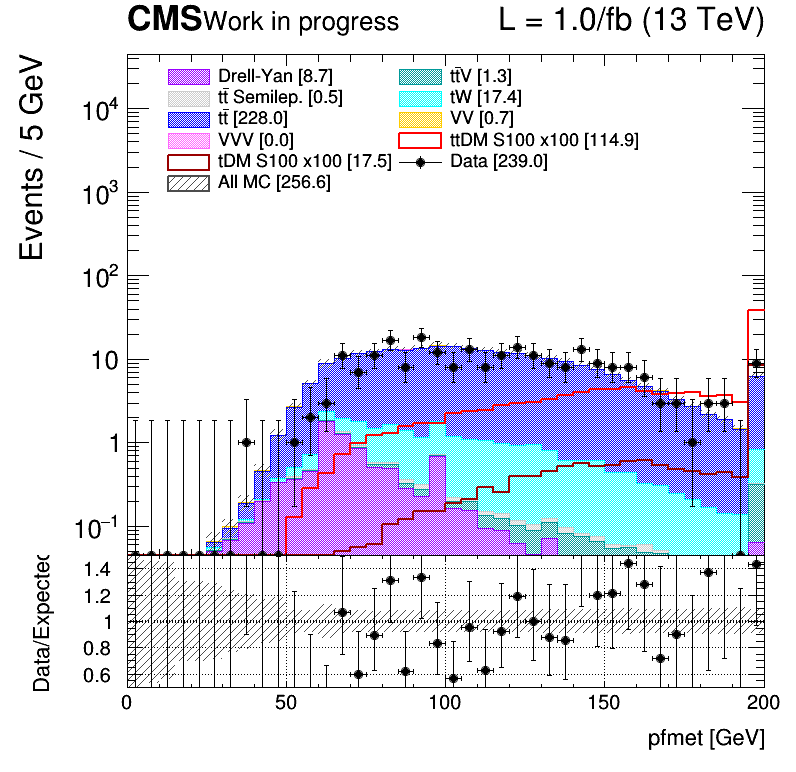 CMS Work in progress L = 1.0/fb (13 TeV)
Events / 5 GeV
10⁴
10³
10²
10
1
10⁻¹
Drell-Yan [8.7] tt̄V [1.3]
tt̄ Semilep. [0.5] tW [17.4]
tt̄ [228.0] VV [0.7]
VVV [0.0] ttDM S100 x100 [114.9]
tDM S100 x100 [17.5] Data [239.0]
All MC [256.6]
Data/Expected
1.4
1.2
1
0.8
0.6
0 50 100 150 200
pfmet [GeV]